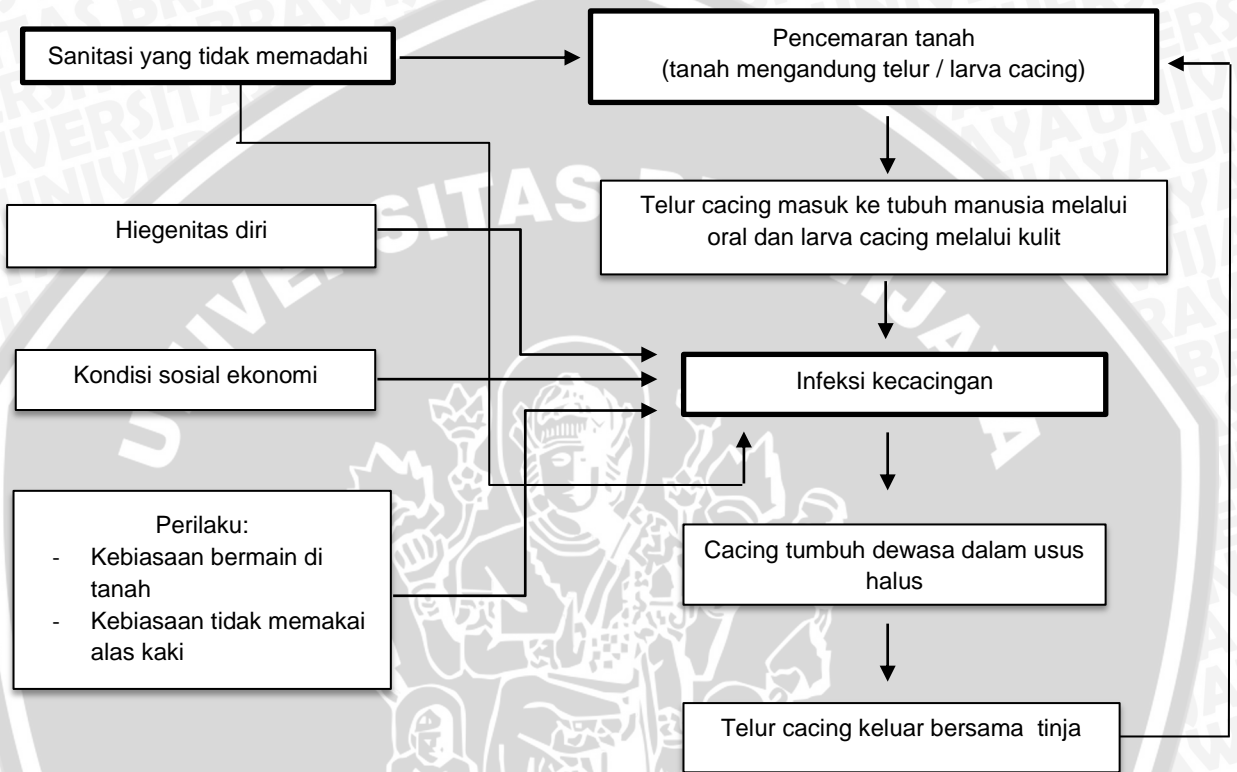 Sanitasi yang tidak memadahi
Pencemaran tanah
(tanah mengandung telur / larva cacing)
Telur cacing masuk ke tubuh manusia melalui
oral dan larva cacing melalui kulit
Hiegenitas diri
Kondisi sosial ekonomi
Infeksi kecacingan
Perilaku:
- Kebiasaan bermain di
tanah
- Kebiasaan tidak memakai
alas kaki
Cacing tumbuh dewasa dalam usus
halus
Telur cacing keluar bersama tinja
UNIVERSITAS